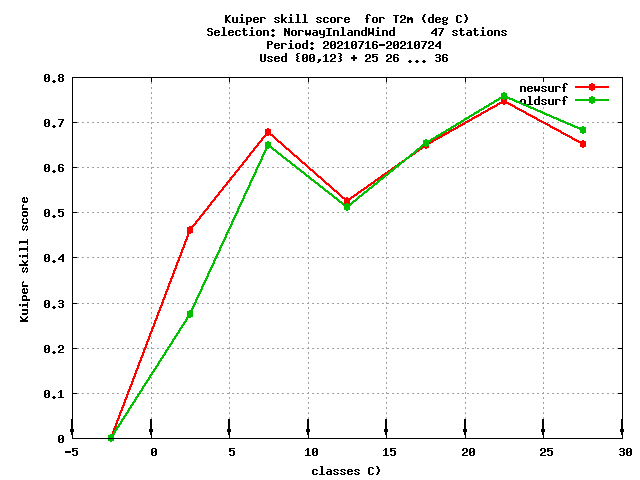 Kuiper skill score  for T2m (deg C)
Selection: NorwayInlandWind     47 stations
Period: 20210716-20210724
Used {00,12} + 25 26 ... 36
newsurf
oldsurf
0.8
0.7
0.6
0.5
0.4
0.3
0.2
0.1
0
Kuiper skill score
-5 0 5 10 15 20 25 30
classes C)